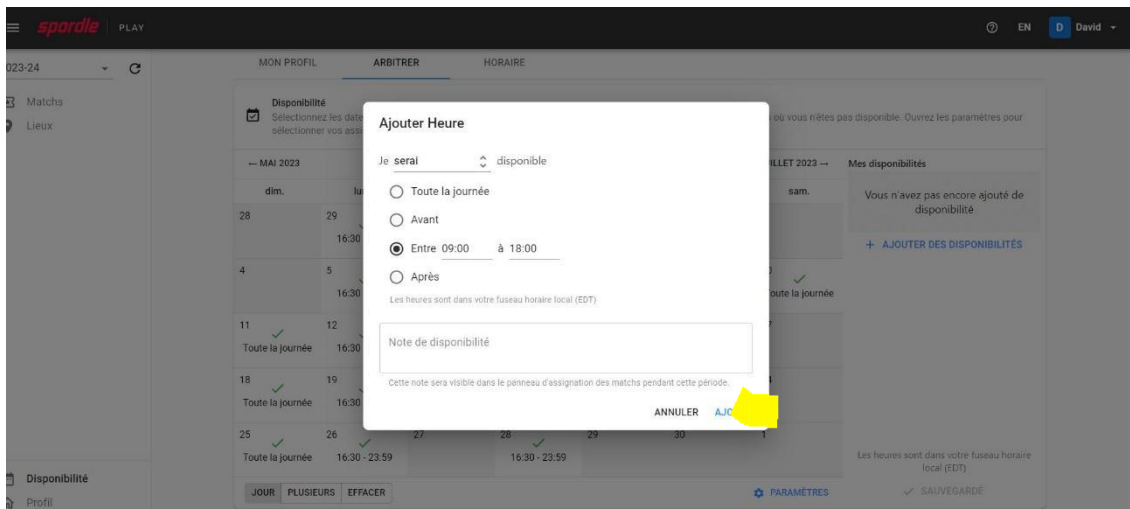 spordle PLAY
EN D David
023-24
Matchs
Lieux
MON PROFIL ARBITRER HORAIRE
Disponibilité
Sélectionnez les date où vous n'êtes pas disponible. Ouvrez les paramètres pour
sélectionner vos assi
← MAI 2023 ILLET 2023 → Mes disponibilités
dim. lu sam.
Vous n'avez pas encore ajouté de
disponibilité
+ AJOUTER DES DISPONIBILITÉS
Ajouter Heure
Je serai disponible
Toute la journée
Avant
Entre 09:00 à 18:00
Après
Les heures sont dans votre fuseau horaire local (EDT)
Note de disponibilité
Cette note sera visible dans le panneau d'assignation des matchs pendant cette période.
ANNULER AJO
28 29
16:30
4 5
16:30 oute la journée
11 12
Toute la journée 16:30
18 19
Toute la journée 16:30
25 26 27 28 29 30 1
Toute la journée 16:30 - 23:59 16:30 - 23:59
Les heures sont dans votre fuseau horaire
local (EDT)
JOUR PLUSIEURS EFFACER PARAMÈTRES SAUVEGARDÉ
Disponibilité
Profil